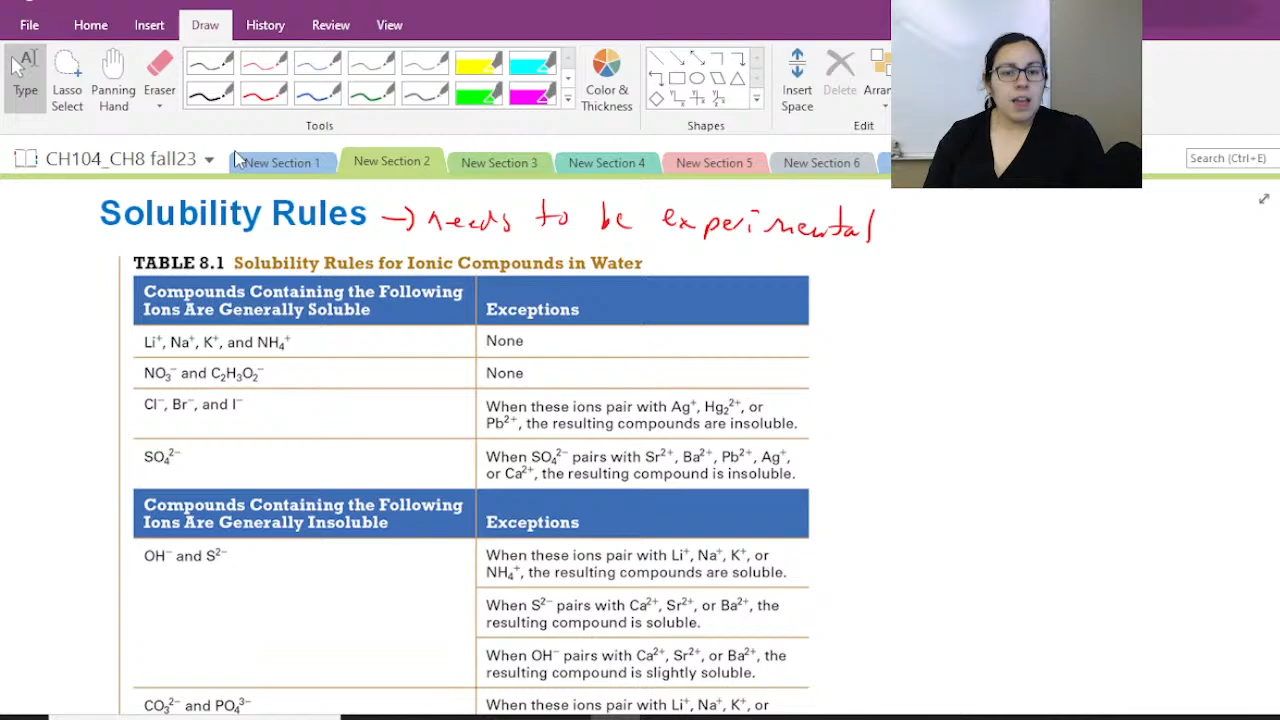 File Home Insert Draw History Review View
Type Lasso Select Panning Hand Eraser Color & Thickness Insert Space Delete Arran
Tools Shapes Edit
CH104_CH8 fall23 New Section 1 New Section 2 New Section 3 New Section 4 New Section 5 New Section 6 Search (Ctrl+E)
Solubility Rules → needs to be experimental
TABLE 8.1 Solubility Rules for Ionic Compounds in Water
Compounds Containing the Following
Ions Are Generally Soluble
Exceptions
Li⁺, Na⁺, K⁺, and NH₄⁺
None
NO₃⁻ and C₂H₃O₂⁻
None
Cl⁻, Br⁻, and I⁻
When these ions pair with Ag⁺, Hg₂²⁺, or
Pb²⁺, the resulting compounds are insoluble.
SO₄²⁻
When SO₄²⁻ pairs with Sr²⁺, Ba²⁺, Pb²⁺, Ag⁺,
or Ca²⁺, the resulting compound is insoluble.
Compounds Containing the Following
Ions Are Generally Insoluble
Exceptions
OH⁻ and S²⁻
When these ions pair with Li⁺, Na⁺, K⁺, or
NH₄⁺, the resulting compounds are soluble.
When S²⁻ pairs with Ca²⁺, Sr²⁺, or Ba²⁺, the
resulting compound is soluble.
When OH⁻ pairs with Ca²⁺, Sr²⁺, or Ba²⁺, the
resulting compound is slightly soluble.
CO₃²⁻ and PO₄³⁻
When these ions pair with Li⁺, Na⁺, K⁺, or